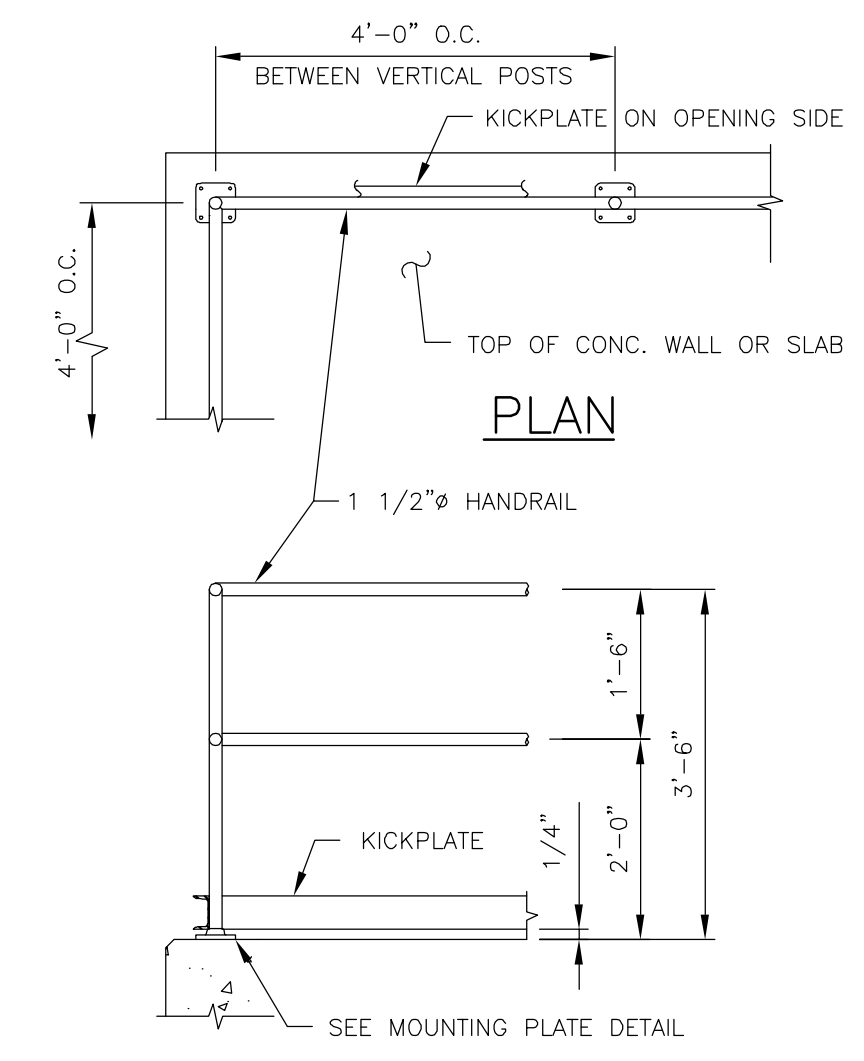 4'-0" O.C.
BETWEEN VERTICAL POSTS
KICKPLATE ON OPENING SIDE
4'-0" O.C.
TOP OF CONC. WALL OR SLAB
PLAN
1 1/2"ø HANDRAIL
1'-6"
3'-6"
KICKPLATE
1/4"
2'-0"
SEE MOUNTING PLATE DETAIL